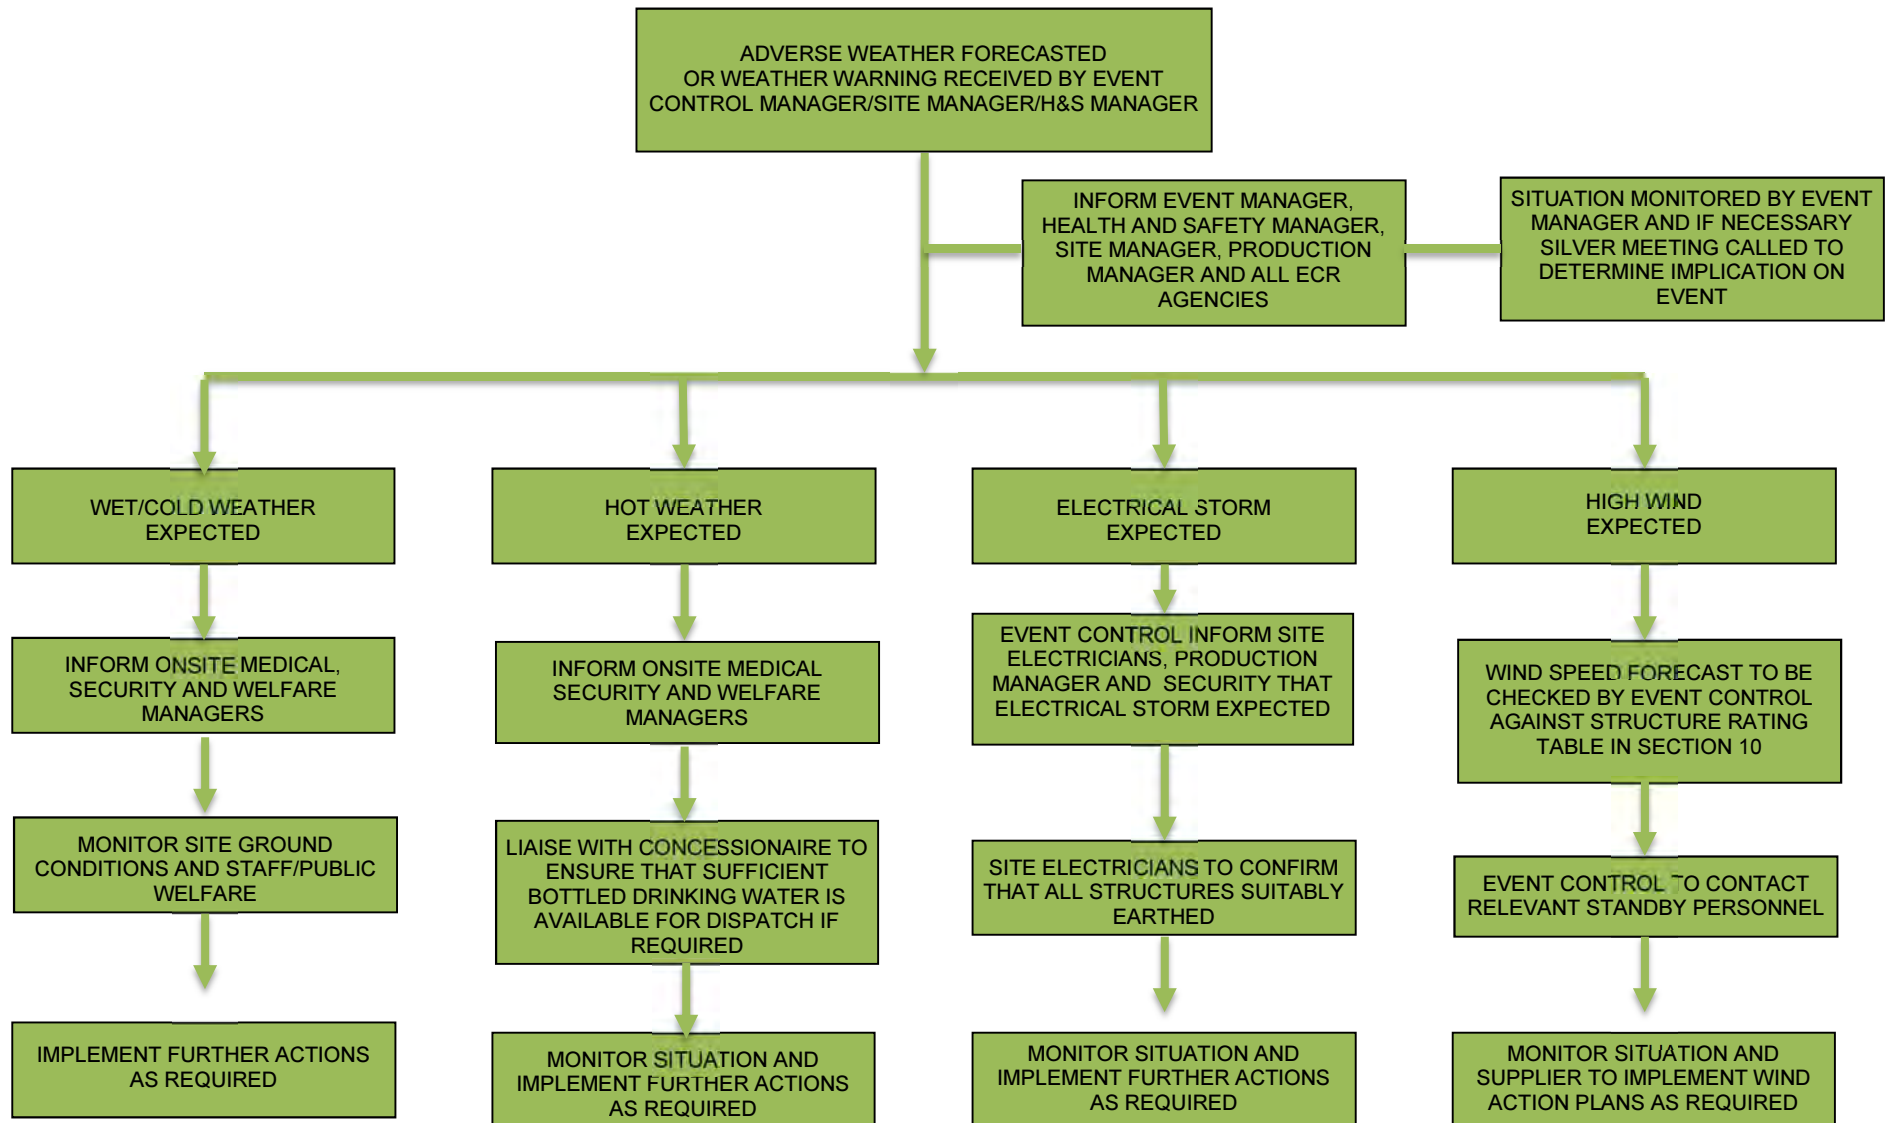 ADVERSE WEATHER FORECASTED
OR WEATHER WARNING RECEIVED BY EVENT
CONTROL MANAGER/SITE MANAGER/H&S MANAGER
INFORM EVENT MANAGER,
HEALTH AND SAFETY MANAGER,
SITE MANAGER, PRODUCTION
MANAGER AND ALL ECR
AGENCIES
SITUATION MONITORED BY EVENT
MANAGER AND IF NECESSARY
SILVER MEETING CALLED TO
DETERMINE IMPLICATION ON
EVENT
WET/COLD WEATHER
EXPECTED
HOT WEATHER
EXPECTED
ELECTRICAL STORM
EXPECTED
HIGH WIND
EXPECTED
INFORM ONSITE MEDICAL,
SECURITY AND WELFARE
MANAGERS
INFORM ONSITE MEDICAL
SECURITY AND WELFARE
MANAGERS
EVENT CONTROL INFORM SITE
ELECTRICIANS, PRODUCTION
MANAGER AND  SECURITY THAT
ELECTRICAL STORM EXPECTED
WIND SPEED FORECAST TO BE
CHECKED BY EVENT CONTROL
AGAINST STRUCTURE RATING
TABLE IN SECTION 10
MONITOR SITE GROUND
CONDITIONS AND STAFF/PUBLIC
WELFARE
LIAISE WITH CONCESSIONAIRE TO
ENSURE THAT SUFFICIENT
BOTTLED DRINKING WATER IS
AVAILABLE FOR DISPATCH IF
REQUIRED
SITE ELECTRICIANS TO CONFIRM
THAT ALL STRUCTURES SUITABLY
EARTHED
EVENT CONTROL TO CONTACT
RELEVANT STANDBY PERSONNEL
IMPLEMENT FURTHER ACTIONS
AS REQUIRED
MONITOR SITUATION AND
IMPLEMENT FURTHER ACTIONS
AS REQUIRED
MONITOR SITUATION AND
IMPLEMENT FURTHER ACTIONS
AS REQUIRED
MONITOR SITUATION AND
SUPPLIER TO IMPLEMENT WIND
ACTION PLANS AS REQUIRED